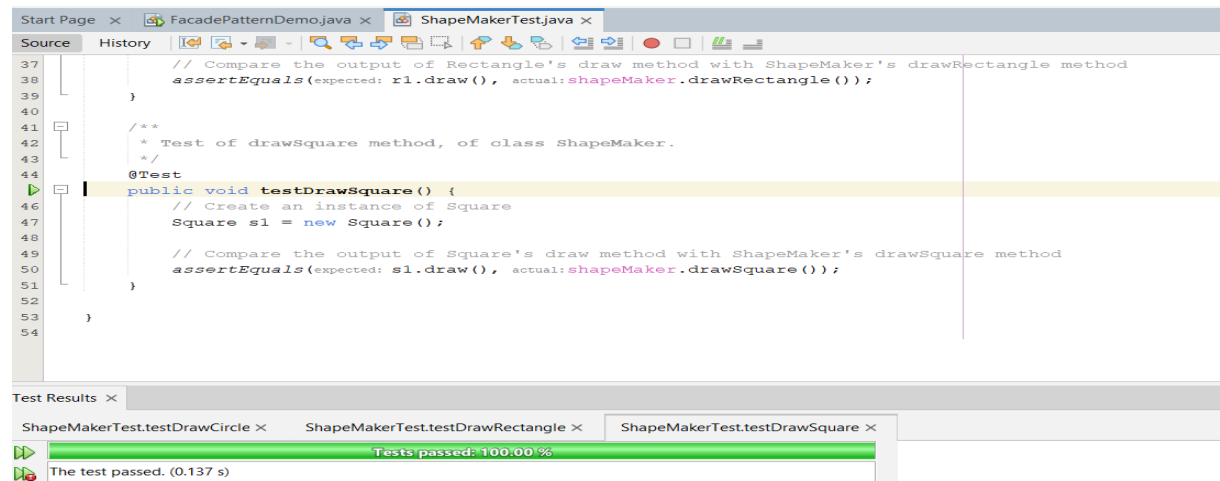 Start Page × FacadePatternDemo.java × ShapeMakerTest.java ×
Source History
37 // Compare the output of Rectangle's draw method with ShapeMaker's drawRectangle method
38 assertEquals(expected: r1.draw(), actual:shapeMaker.drawRectangle());
39 }
40
41 /**
42 * Test of drawSquare method, of class ShapeMaker.
43 */
44 @Test
public void testDrawSquare() {
46 // Create an instance of Square
47 Square s1 = new Square();
48
49 // Compare the output of Square's draw method with ShapeMaker's drawSquare method
50 assertEquals(expected: s1.draw(), actual:shapeMaker.drawSquare());
51 }
52
53 }
54
Test Results ×
ShapeMakerTest.testDrawCircle × ShapeMakerTest.testDrawRectangle × ShapeMakerTest.testDrawSquare ×
Tests passed: 100.00 %
The test passed. (0.137 s)